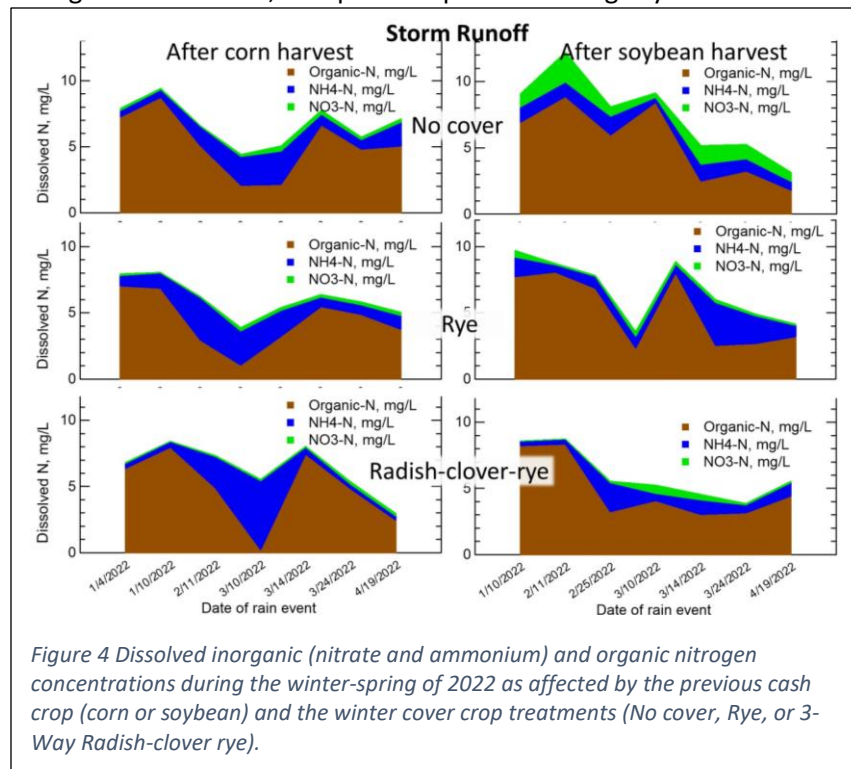 Storm Runoff
After corn harvest
After soybean harvest
Dissolved N, mg/L
10
5
0
Organic-N, mg/L
NH4-N, mg/L
NO3-N, mg/L
No cover
10
5
0
Organic-N, mg/L
NH4-N, mg/L
NO3-N, mg/L
Dissolved N, mg/L
10
5
0
Organic-N, mg/L
NH4-N, mg/L
NO3-N, mg/L
Rye
10
5
0
Organic-N, mg/L
NH4-N, mg/L
NO3-N, mg/L
Dissolved N, mg/L
10
5
0
Organic-N, mg/L
NH4-N, mg/L
NO3-N, mg/L
Radish-clover-rye
10
5
0
Organic-N, mg/L
NH4-N, mg/L
NO3-N, mg/L
1/4/2022
1/10/2022
2/11/2022
3/10/2022
3/14/2022
3/24/2022
4/19/2022
Date of rain event
1/10/2022
2/11/2022
2/25/2022
3/10/2022
3/14/2022
3/24/2022
4/19/2022
Date of rain event
Figure 4 Dissolved inorganic (nitrate and ammonium) and organic nitrogen
concentrations during the winter-spring of 2022 as affected by the previous cash
crop (corn or soybean) and the winter cover crop treatments (No cover, Rye, or 3-
Way Radish-clover rye).